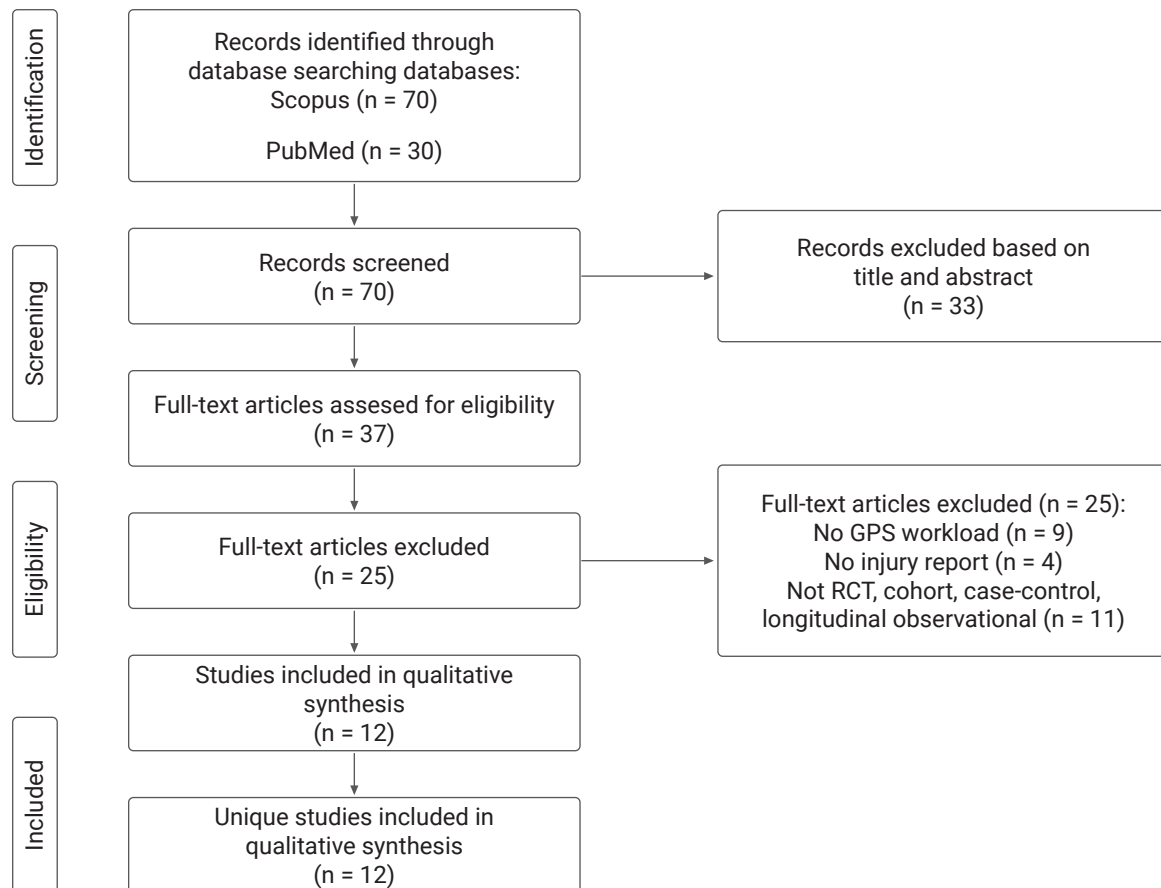 Identification
Records identified through
database searching databases:
Scopus (n = 70)
PubMed (n = 30)
Screening
Records screened
(n = 70)
Records excluded based on
title and abstract
(n = 33)
Full-text articles assesed for eligibility
(n = 37)
Eligibility
Full-text articles excluded
(n = 25)
Full-text articles excluded (n = 25):
No GPS workload (n = 9)
No injury report (n = 4)
Not RCT, cohort, case-control,
longitudinal observational (n = 11)
Studies included in qualitative
synthesis
(n = 12)
Included
Unique studies included in
qualitative synthesis
(n = 12)